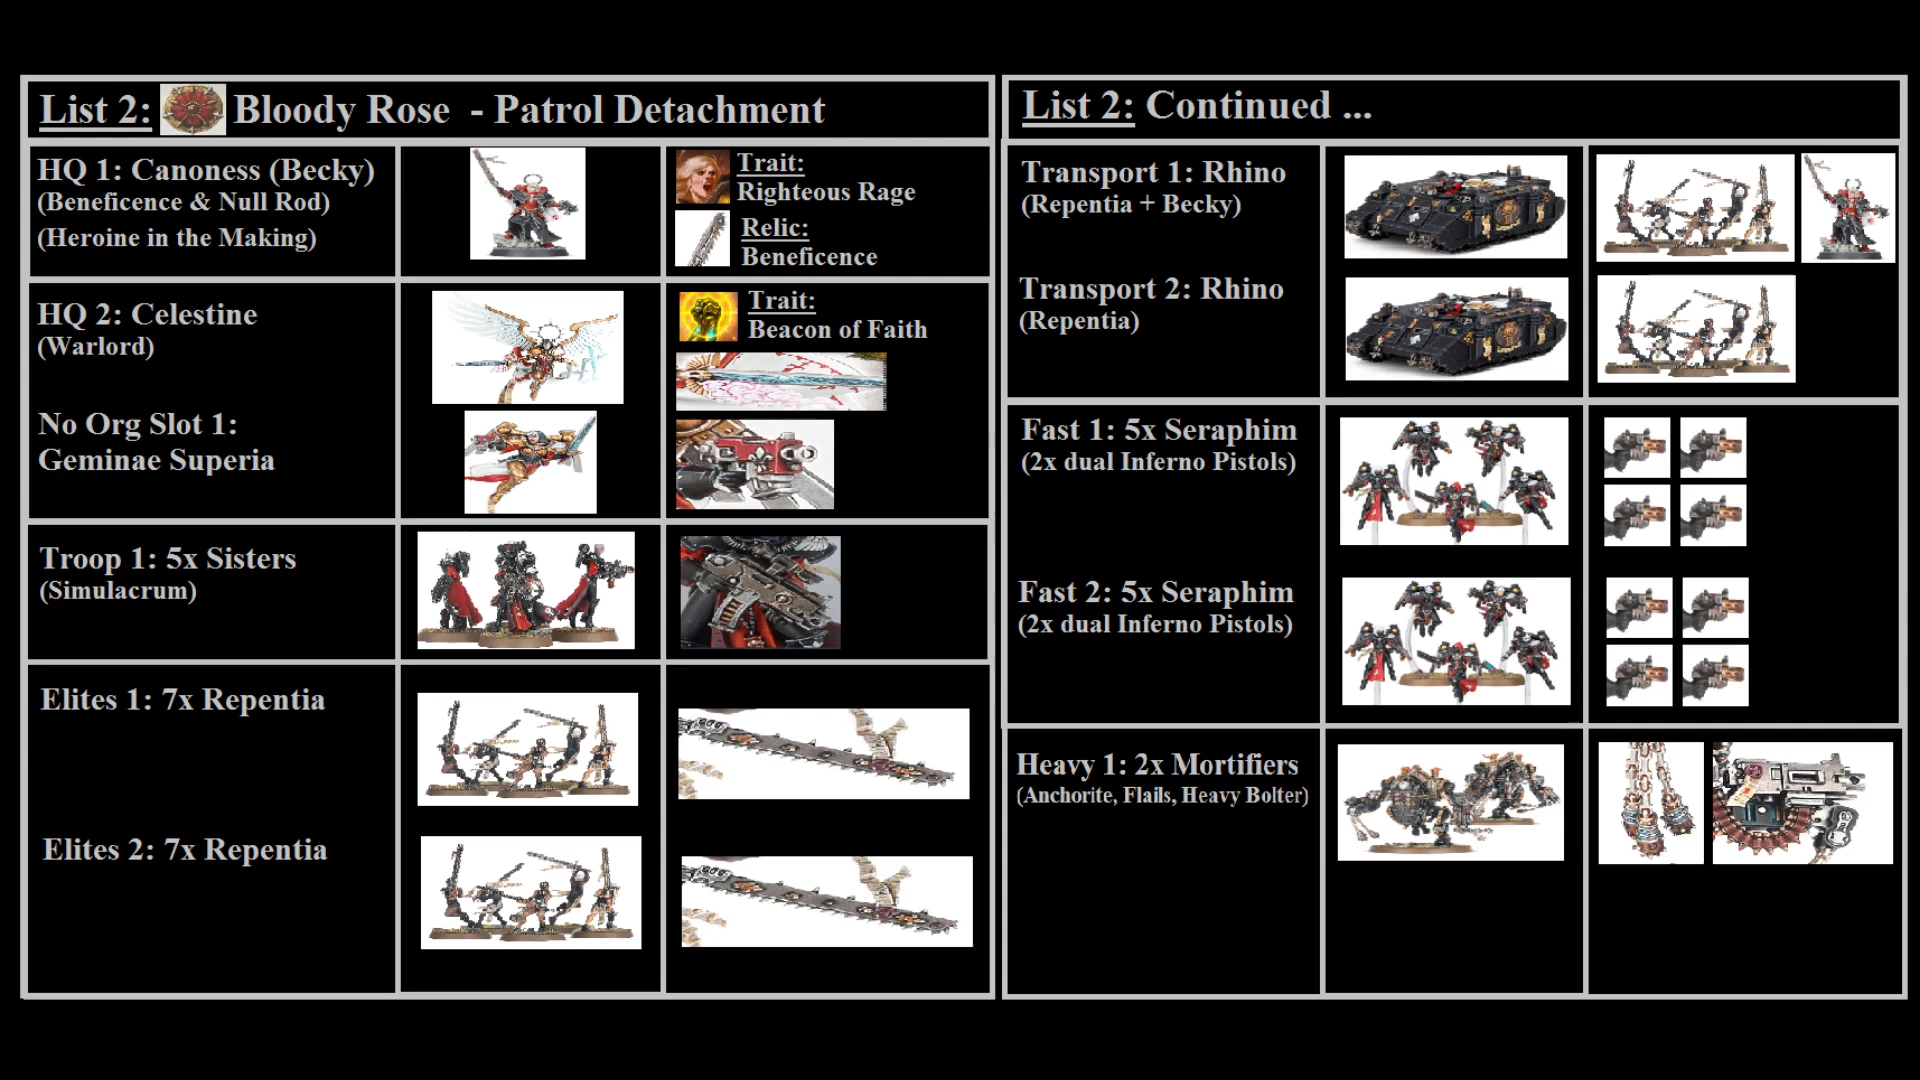 List 2: Bloody Rose - Patrol Detachment
HQ 1: Canoness (Becky)
(Beneficence & Null Rod)
(Heroine in the Making)
Trait:
Righteous Rage
Relic:
Beneficence
HQ 2: Celestine
(Warlord)
Trait:
Beacon of Faith
No Org Slot 1:
Geminae Superia
Troop 1: 5x Sisters
(Simulacrum)
Elites 1: 7x Repentia
Elites 2: 7x Repentia
List 2: Continued ...
Transport 1: Rhino
(Repentia + Becky)
Transport 2: Rhino
(Repentia)
Fast 1: 5x Seraphim
(2x dual Inferno Pistols)
Fast 2: 5x Seraphim
(2x dual Inferno Pistols)
Heavy 1: 2x Mortifiers
(Anchorite, Flails, Heavy Bolter)